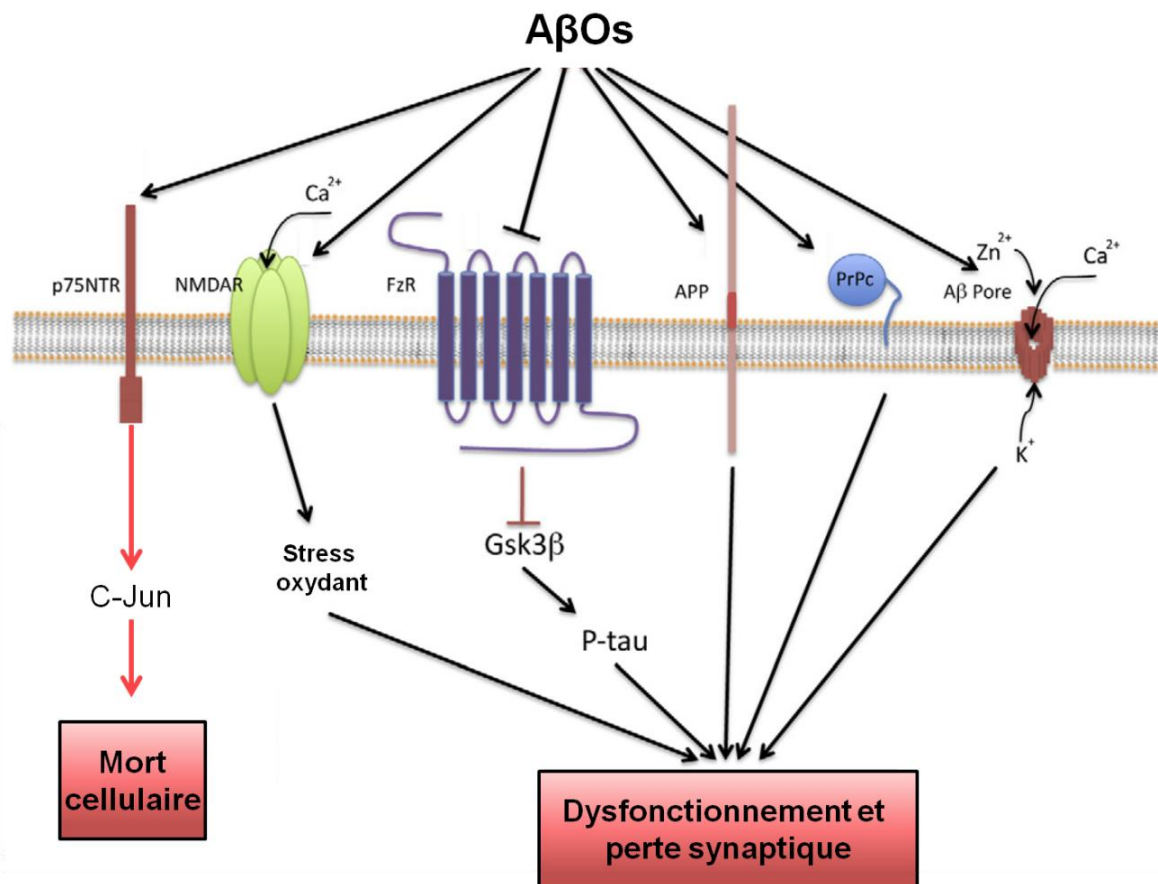 AβOs
Ca²⁺
p75NTR
NMDAR
FzR
APP
PrPc
Zn²⁺
Ca²⁺
Aβ Pore
K⁺
Stress
oxydant
Gsk3β
C-Jun
P-tau
Mort
cellulaire
Dysfonctionnement et
perte synaptique